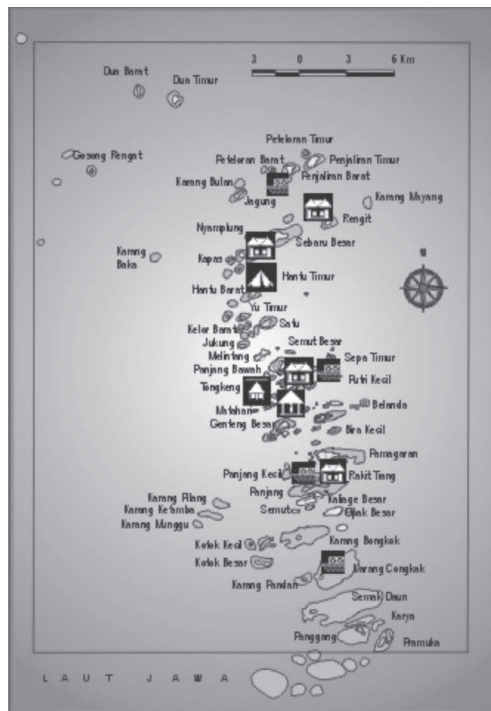 3 0 3 6 Km
Dua Barat
Dua Timur
Peteloran Timur
Gosong Pengat
Peteloran Barat
Penjaliran Timur
Penjaliran Barat
Karang Bulan
Jagung
Karang Mayang
Rengit
Nyamplung
Sebaru Besar
Karang
Baka
Kapas
Hantu Timur
Hantu Barat
Yu Timur
Satu
Kelor Barat
Jukung
Semut Besar
Melintang
Sepa Timur
Panjang Bawah
Putri Kecil
Tongkeng
Belanda
Matahari
Genteng Besar
Bira Kecil
Pamagaran
Panjang Kecil
Rakit Tiang
Panjang
Karang Pilang
Kaliage Besar
Karang Ketamba
Semut
Opak Besar
Karang Munggu
Karang Bongkok
Kotok Kecil
Kotok Besar
Karang Congkak
Karang Pandan
Semak Daun
Karya
Panggang
Pramuka
L A U T J A W A